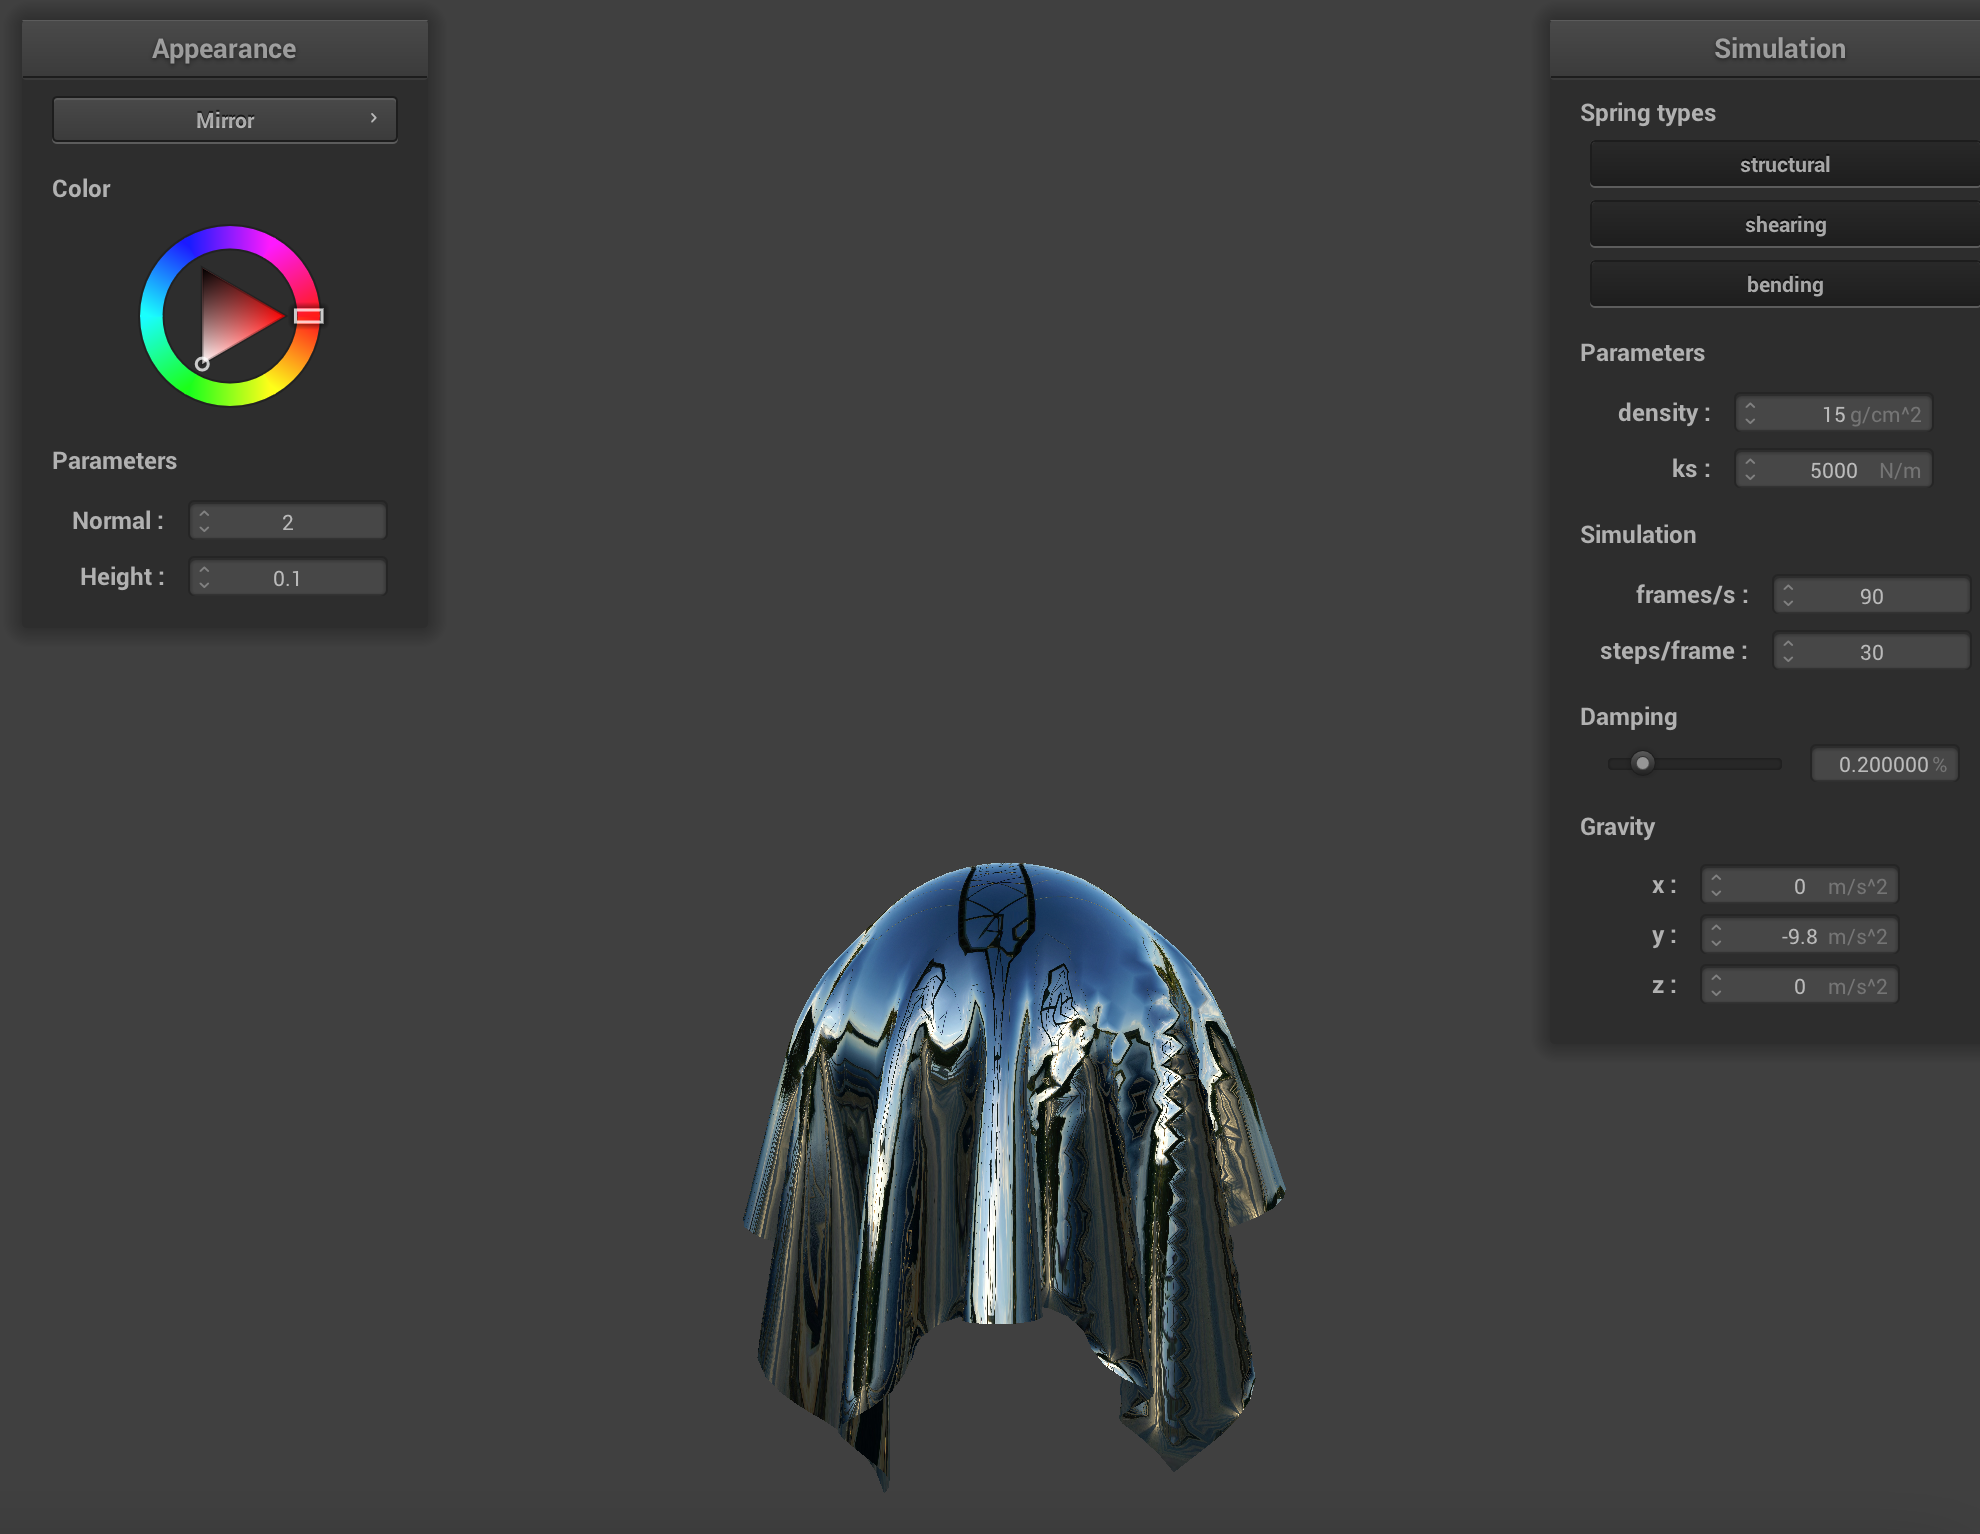 Appearance
Mirror
Color
Parameters
Normal : 2
Height : 0.1
Simulation
Spring types
structural
shearing
bending
Parameters
density : 15 g/cm^2
ks : 5000 N/m
Simulation
frames/s : 90
steps/frame : 30
Damping
0.200000 %
Gravity
x : 0 m/s^2
y : -9.8 m/s^2
z : 0 m/s^2